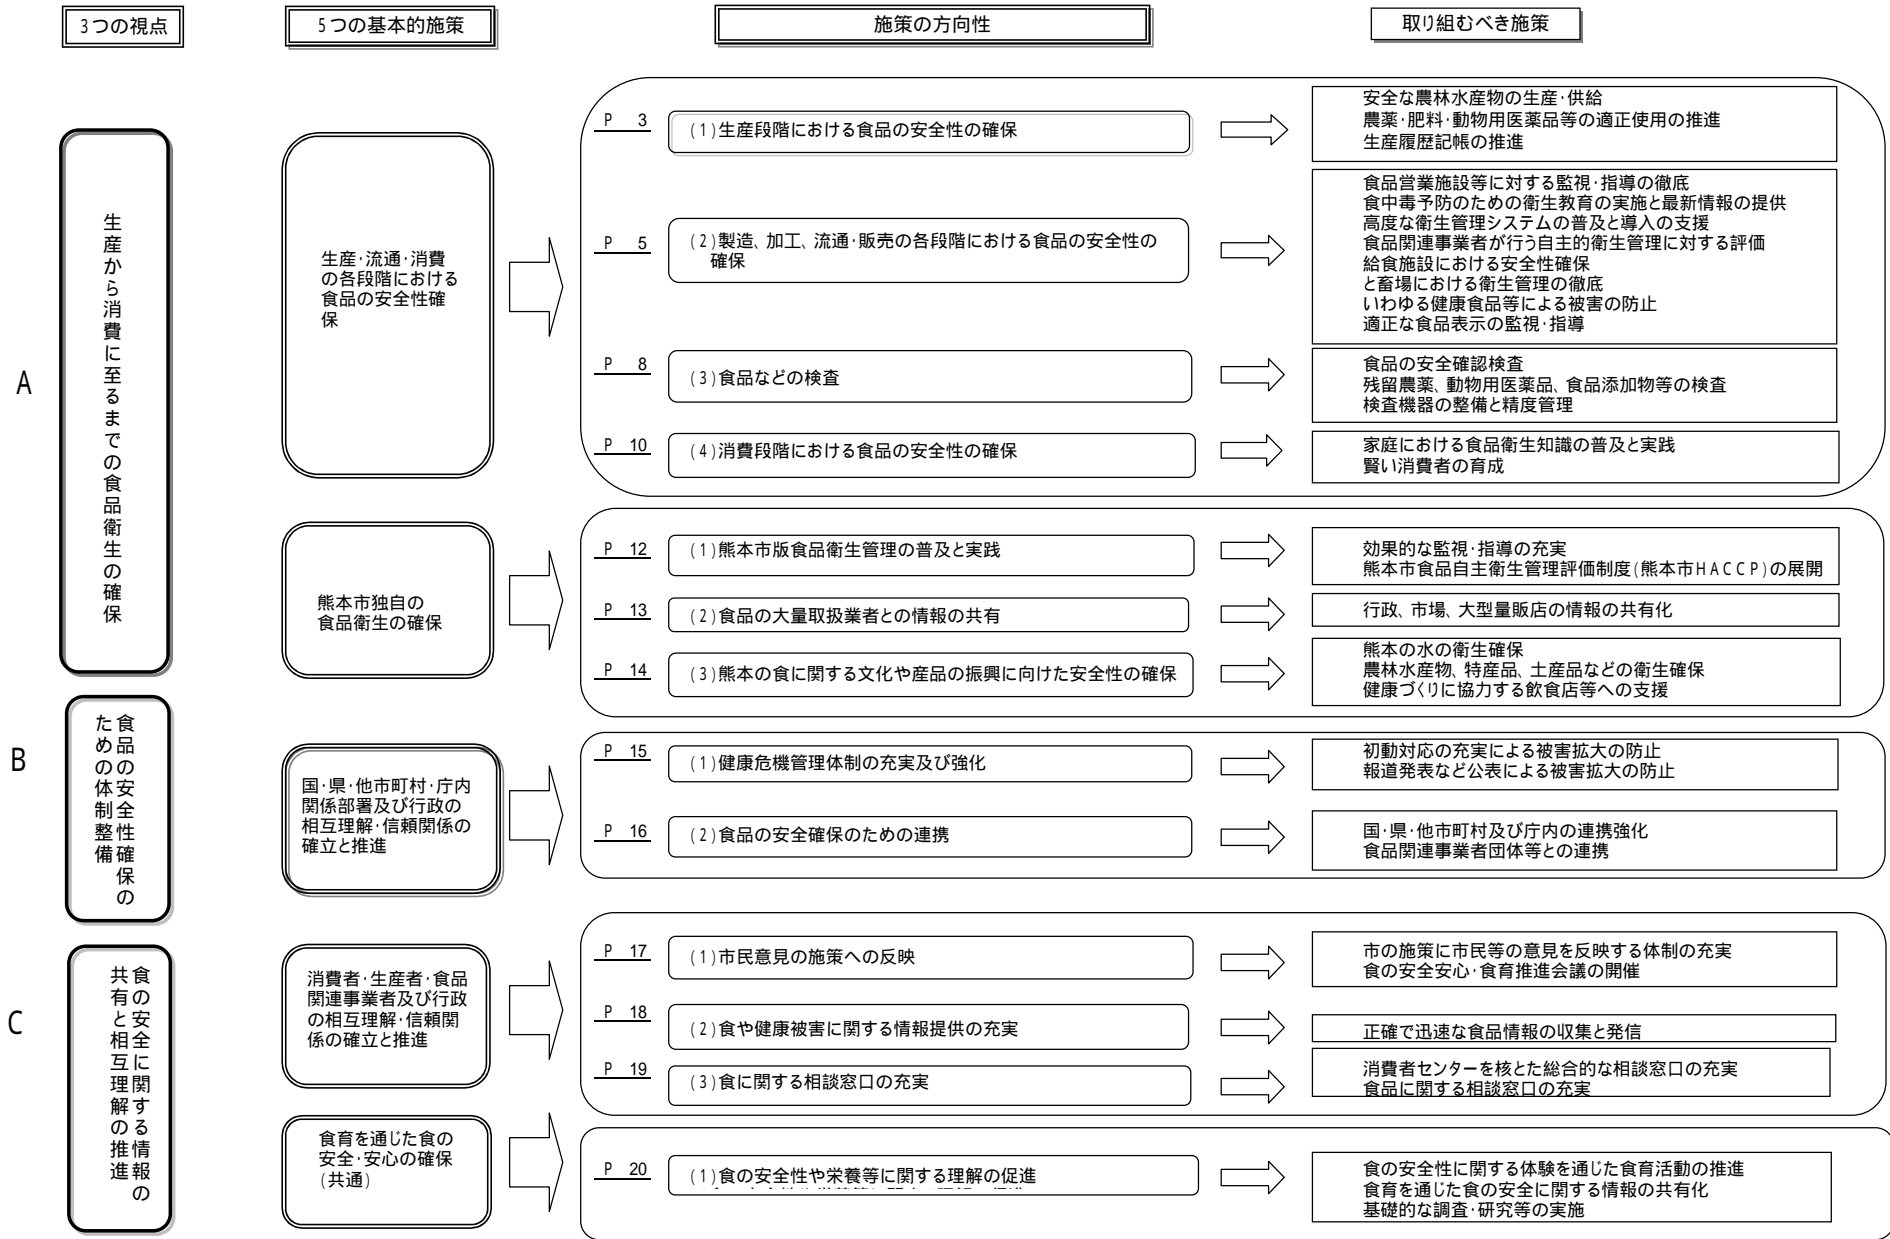 3つの視点
5つの基本的施策
施策の方向性
取り組むべき施策
A
生産から消費に至るまでの食品衛生の確保
生産･流通･消費
の各段階における
食品の安全性確
保
P 3
(1)生産段階における食品の安全性の確保
安全な農林水産物の生産･供給
農薬･肥料･動物用医薬品等の適正使用の推進
生産履歴記帳の推進
P 5
(2)製造、加工、流通･販売の各段階における食品の安全性の
確保
食品営業施設等に対する監視･指導の徹底
食中毒予防のための衛生教育の実施と最新情報の提供
高度な衛生管理システムの普及と導入の支援
食品関連事業者が行う自主的衛生管理に対する評価
給食施設における安全性確保
と畜場における衛生管理の徹底
いわゆる健康食品等による被害の防止
適正な食品表示の監視･指導
P 8
(3)食品などの検査
食品の安全確認検査
残留農薬、動物用医薬品、食品添加物等の検査
検査機器の整備と精度管理
P 10
(4)消費段階における食品の安全性の確保
家庭における食品衛生知識の普及と実践
賢い消費者の育成
熊本市独自の
食品衛生の確保
P 12
(1)熊本市版食品衛生管理の普及と実践
効果的な監視･指導の充実
熊本市食品自主衛生管理評価制度(熊本市HACCP)の展開
P 13
(2)食品の大量取扱業者との情報の共有
行政、市場、大型量販店の情報の共有化
P 14
(3)熊本の食に関する文化や産品の振興に向けた安全性の確保
熊本の水の衛生確保
農林水産物、特産品、土産品などの衛生確保
健康づくりに協力する飲食店等への支援
B
食品の安全性確保の
ための体制整備
国･県･他市町村･庁内
関係部署及び行政の
相互理解･信頼関係の
確立と推進
P 15
(1)健康危機管理体制の充実及び強化
初動対応の充実による被害拡大の防止
報道発表など公表による被害拡大の防止
P 16
(2)食品の安全確保のための連携
国･県･他市町村及び庁内の連携強化
食品関連事業者団体等との連携
C
食の安全に関する情報の
共有と相互理解の推進
消費者･生産者･食品
関連事業者及び行政
の相互理解･信頼関
係の確立と推進
P 17
(1)市民意見の施策への反映
市の施策に市民等の意見を反映する体制の充実
食の安全安心･食育推進会議の開催
P 18
(2)食や健康被害に関する情報提供の充実
正確で迅速な食品情報の収集と発信
P 19
(3)食に関する相談窓口の充実
消費者センターを核とた総合的な相談窓口の充実
食品に関する相談窓口の充実
食育を通じた食の
安全･安心の確保
(共通)
P 20
(1)食の安全性や栄養等に関する理解の促進
食の安全性に関する体験を通じた食育活動の推進
食育を通じた食の安全に関する情報の共有化
基礎的な調査･研究等の実施